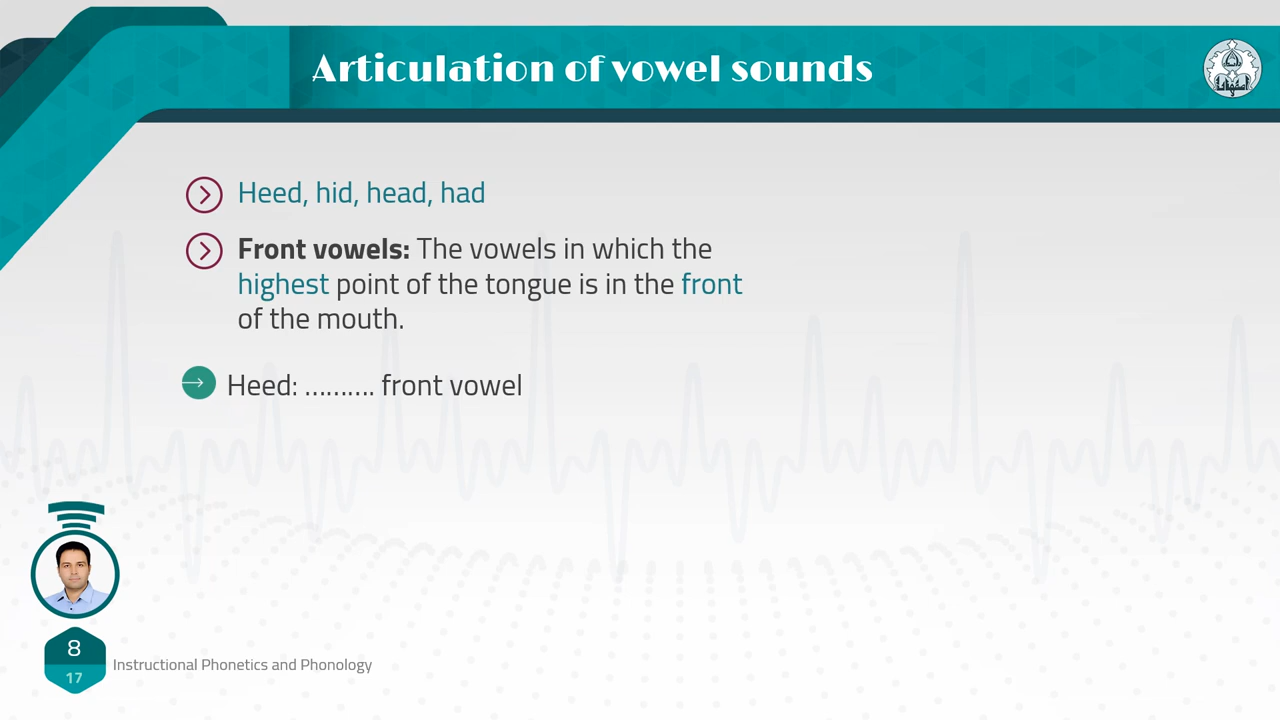 Articulation of vowel sounds
Heed, hid, head, had
Front vowels: The vowels in which the
highest point of the tongue is in the front
of the mouth.
Heed: .......... front vowel
8
17
Instructional Phonetics and Phonology